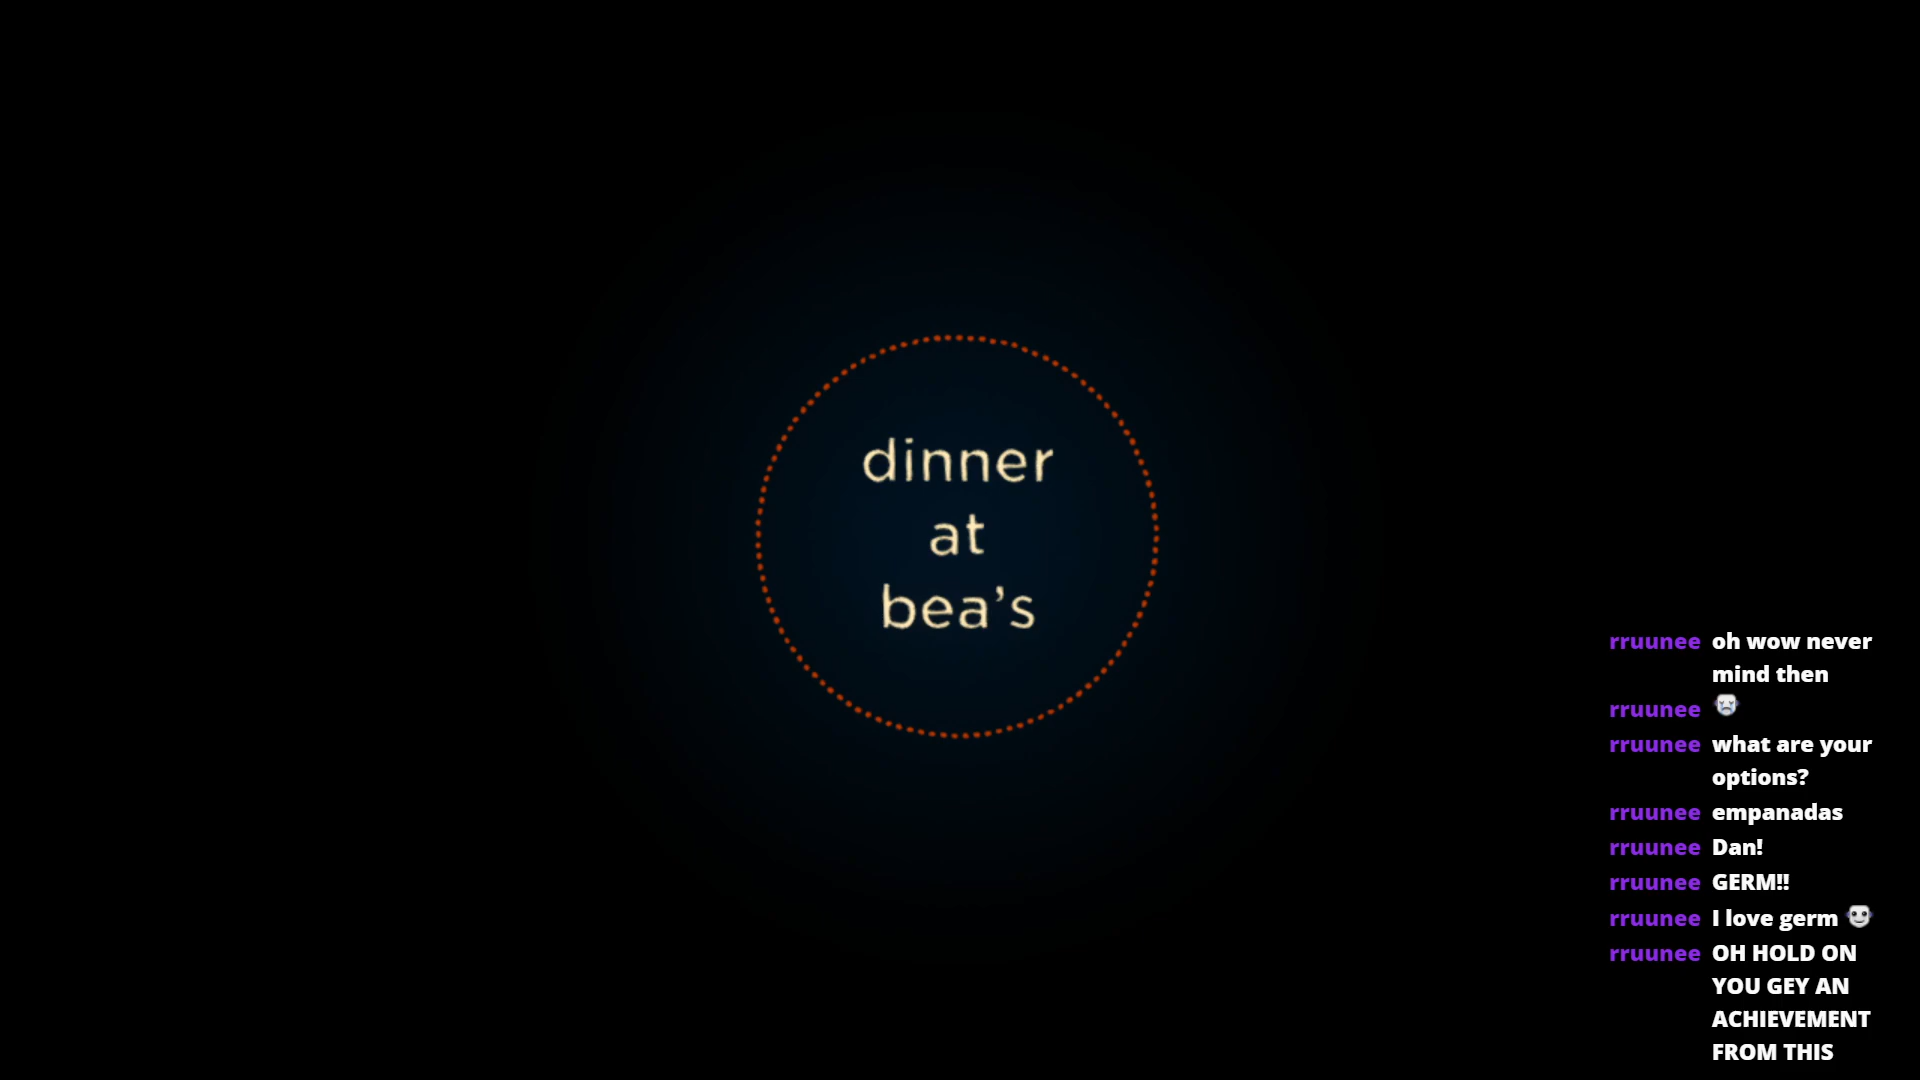 dinner
at
bea's
rruunee oh wow never
mind then
rruunee
rruunee what are your
options?
rruunee empanadas
rruunee Dan!
rruunee GERM!!
rruunee I love germ
rruunee OH HOLD ON
YOU GEY AN
ACHIEVEMENT
FROM THIS